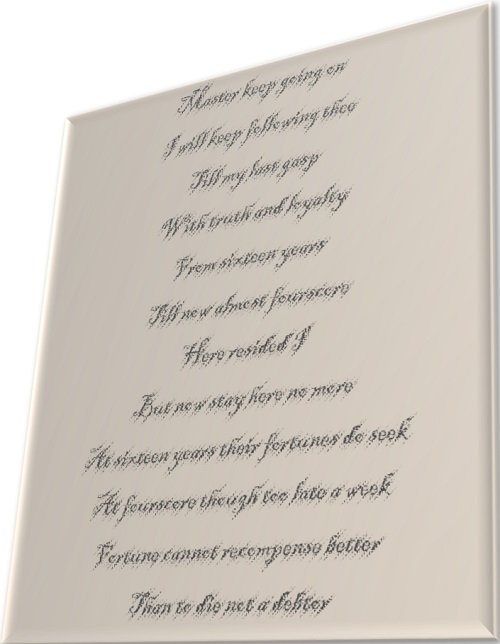 Master keep going on
I will keep following thee
Till my last gasp
With truth and loyalty
From sixteen years
Till now almost fourscore
Here resided I
But now stay here no more
At sixteen years their fortunes do seek
At fourscore though too late a week
Fortune cannot recompense better
Than to die not a debtor